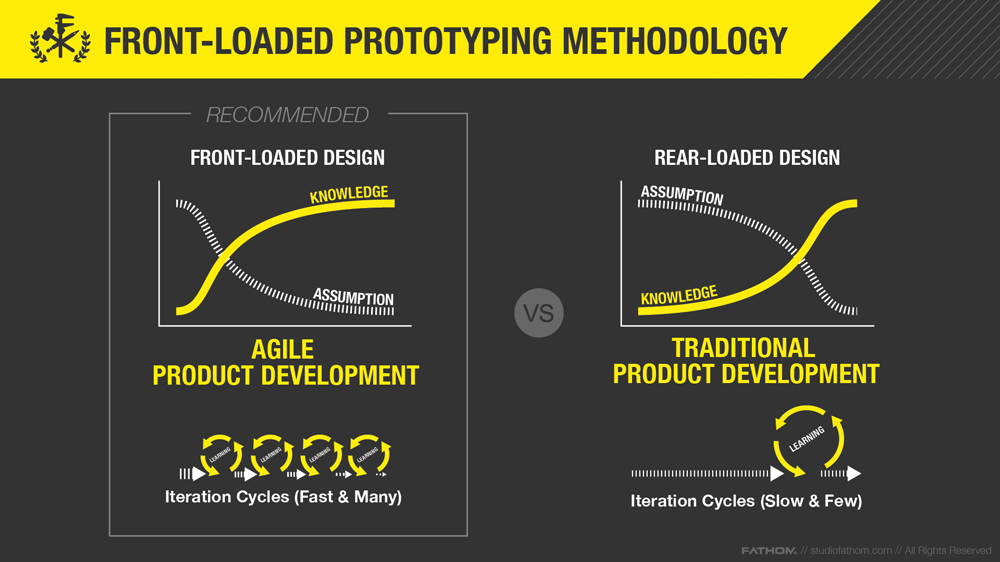 FRONT-LOADED PROTOTYPING METHODOLOGY
RECOMMENDED
FRONT-LOADED DESIGN
KNOWLEDGE
ASSUMPTION
AGILE
PRODUCT DEVELOPMENT
LEARNING
LEARNING
LEARNING
LEARNING
Iteration Cycles (Fast & Many)
VS
REAR-LOADED DESIGN
ASSUMPTION
KNOWLEDGE
TRADITIONAL
PRODUCT DEVELOPMENT
LEARNING
Iteration Cycles (Slow & Few)
FATHOM. // studiofathom.com // All Rights Reserved